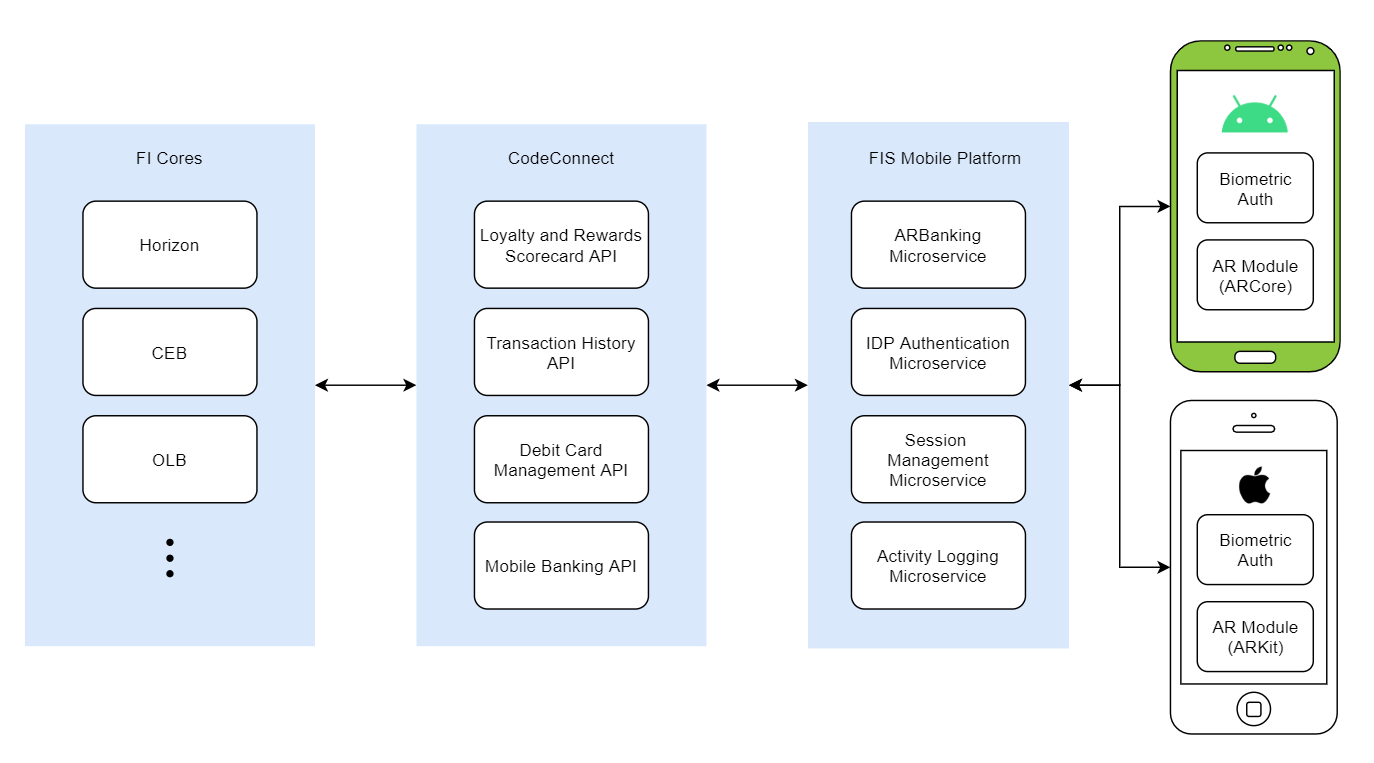 FI Cores
Horizon
CEB
OLB
CodeConnect
Loyalty and Rewards
Scorecard API
Transaction History
API
Debit Card
Management API
Mobile Banking API
FIS Mobile Platform
ARBanking
Microservice
IDP Authentication
Microservice
Session
Management
Microservice
Activity Logging
Microservice
Biometric
Auth
AR Module
(ARCore)
Biometric
Auth
AR Module
(ARKit)